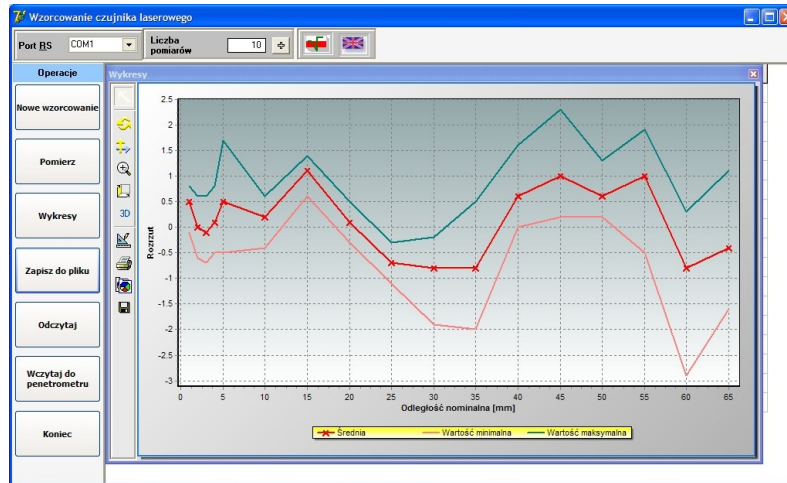 Wzorcowanie czujnika laserowego
Port RS
COM1
Liczba
pomiarów
10
Operacje
Nowe wzorcowanie
Pomierz
Wykresy
Zapisz do pliku
Odczytaj
Wczytaj do
penetrometru
Koniec
Wykresy
3D
Rozrzut
2.5
2
1.5
1
0.5
0
-0.5
-1
-1.5
-2
-2.5
-3
0 5 10 15 20 25 30 35 40 45 50 55 60 65
Odległość nominalna [mm]
Średnia Wartość minimalna Wartość maksymalna